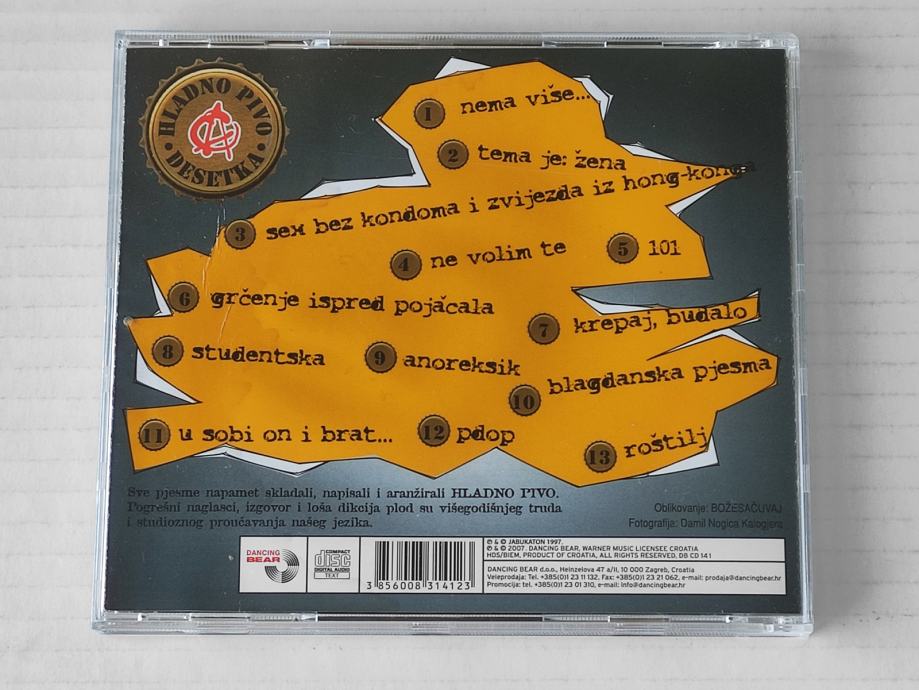 HLADNO PIVO
DESETKA
1 nema više...
2 tema je: žena
3 sex bez kondoma i zvijezda iz hong-konga
4 ne volim te
5 101
6 grčenje ispred pojačala
7 krepaj, budalo
8 studentska
9 anoreksik
10 blagdanska pjesma
11 u sobi on i brat...
12 pdop
13 roštilj
Sve pjesme napamet skladali, napisali i aranžirali HLADNO PIVO.
Pogrešni naglasci, izgovor i loša dikcija plod su višegodišnjeg truda
i studioznog proučavanja našeg jezika.
Oblikovanje: BOŽESAČUVAJ
Fotografija: Damil Nogica Kalogjera
DANCING
BEAR
COMPACT
disc
DIGITAL AUDIO
TEXT
3 856008 314123
℗ & © JABUKATON 1997.
℗ & © 2007. DANCING BEAR, WARNER MUSIC LICENSEE CROATIA
HDS/BIEM, PRODUCT OF CROATIA, ALL RIGHTS RESERVED, DB CD 141
DANCING BEAR d.o.o., Heinzelova 47 a/II, 10 000 Zagreb, Croatia
Veleprodaja: Tel. +385(0)1 23 11 132, Fax: +385(0)1 23 21 062, e-mail: prodaja@dancingbear.hr
Promocija: tel. +385(0)1 23 01 310, e-mail: info@dancingbear.hr